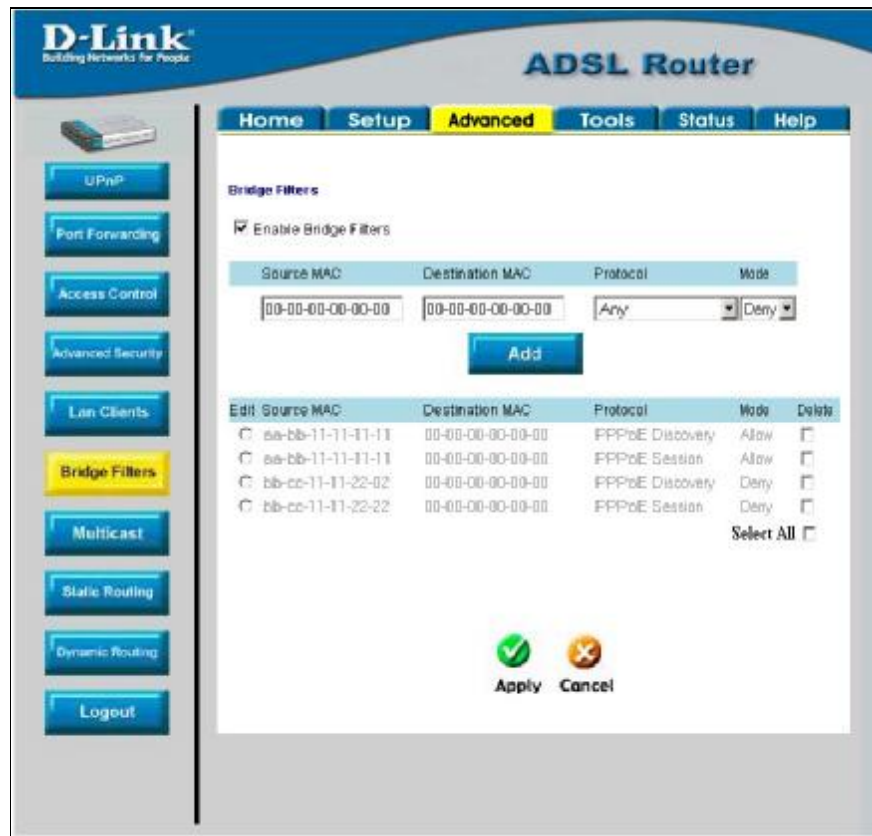 D-Link
Building Networks for People
ADSL Router
Home Setup Advanced Tools Status Help
UPnP
Port Forwarding
Access Control
Advanced Security
Lan Clients
Bridge Filters
Multicast
Static Routing
Dynamic Routing
Logout
Bridge Filters
Enable Bridge Filters
Source MAC Destination MAC Protocol Mode
00-00-00-00-00-00 00-00-00-00-00-00 Any Deny
Add
Edit Source MAC Destination MAC Protocol Mode Delete
aa-bb-11-11-11-11 00-00-00-00-00-00 PPPoE Discovery Allow
aa-bb-11-11-11-11 00-00-00-00-00-00 PPPoE Session Allow
bb-cc-11-11-22-02 00-00-00-00-00-00 PPPoE Discovery Deny
bb-cc-11-11-22-22 00-00-00-00-00-00 PPPoE Session Deny
Select All
Apply Cancel